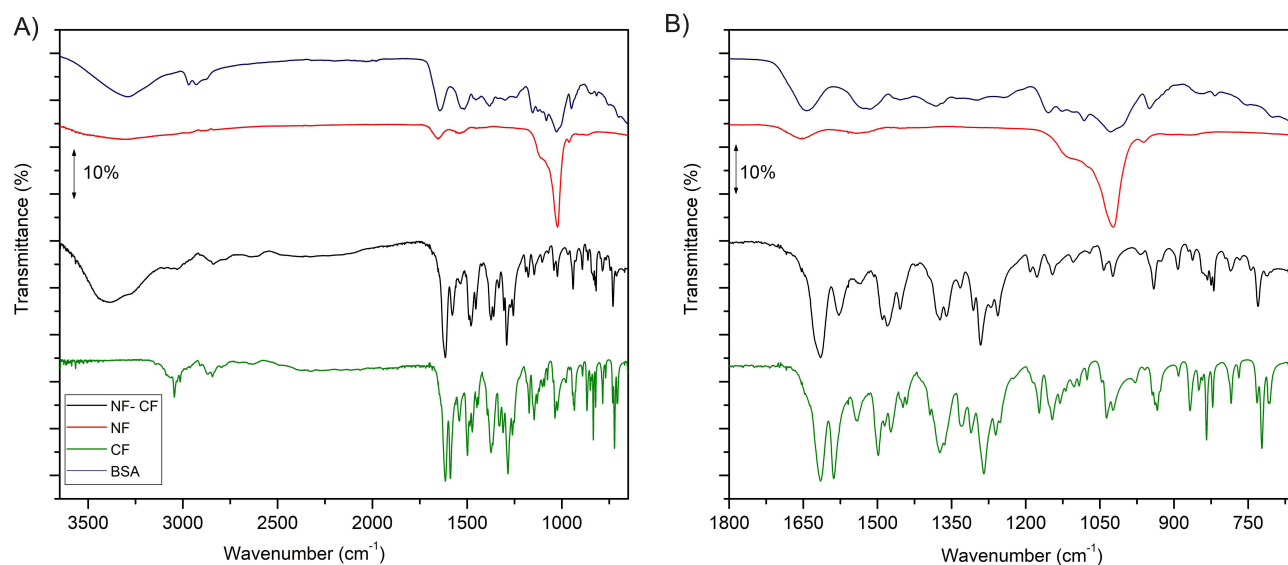 A)
Transmittance (%)
10%
NF- CF
NF
CF
BSA
3500 3000 2500 2000 1500 1000
Wavenumber (cm-1)
B)
Transmittance (%)
10%
1800 1650 1500 1350 1200 1050 900 750
Wavenumber (cm-1)